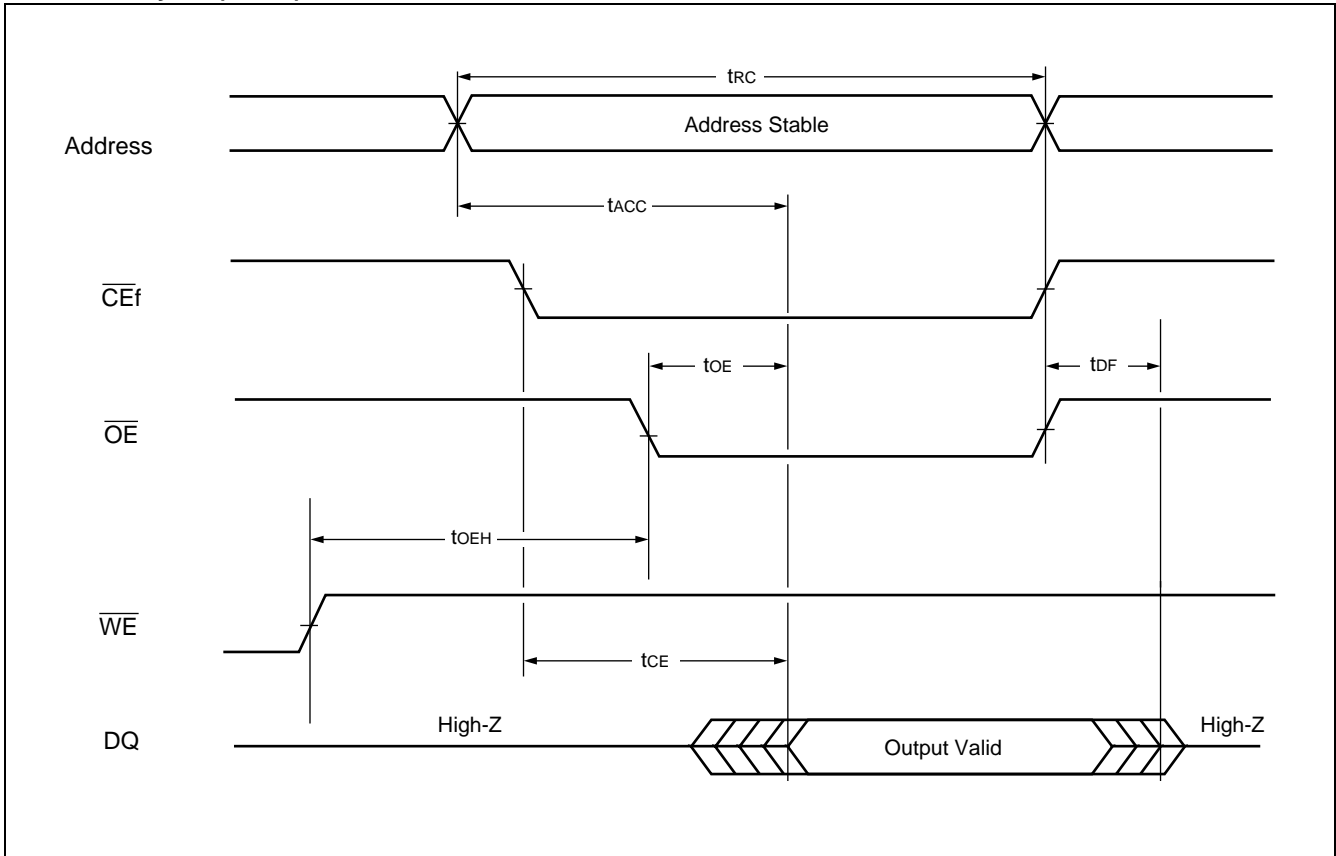 tRC
Address Stable
Address
tACC
CEf
tOE
tDF
OE
tOEH
WE
tCE
High-Z
High-Z
DQ
Output Valid